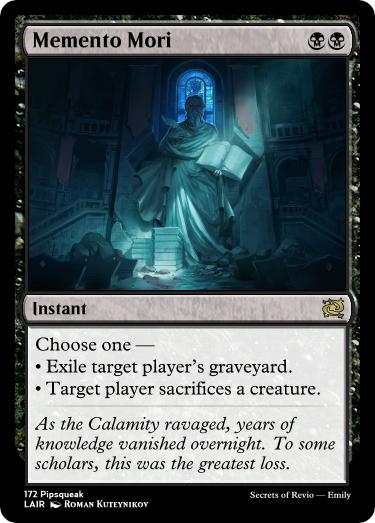 Memento Mori
Instant
Choose one —
• Exile target player's graveyard.
• Target player sacrifices a creature.
As the Calamity ravaged, years of
knowledge vanished overnight. To some
scholars, this was the greatest loss.
172 Pipsqueak
LAIR Roman Kuteynikov
Secrets of Revio — Emily